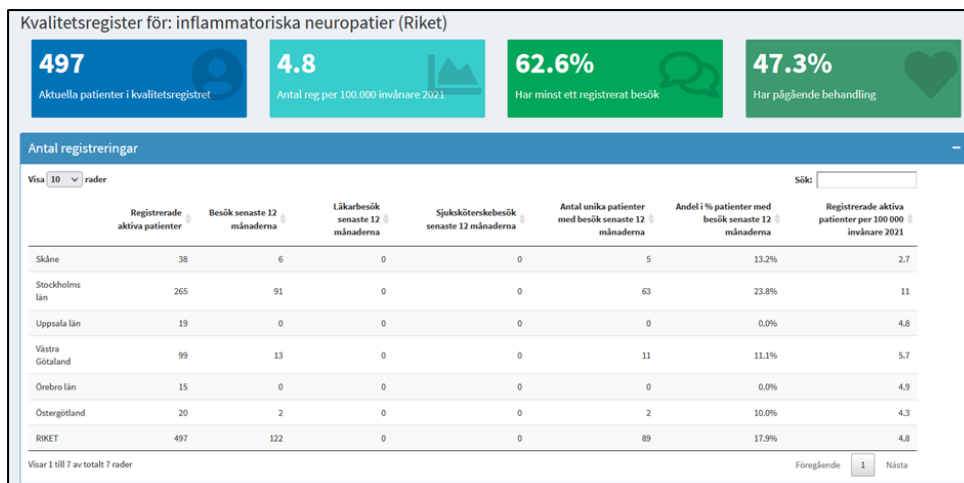 Kvalitetsregister för: inflammatoriska neuropatier (Riket)
497
Aktuella patienter i kvalitetsregistret
4.8
Antal reg per 100.000 invånare 2021
62.6%
Har minst ett registrerat besök
47.3%
Har pågående behandling
Antal registreringar
Visa 10 rader
Sök:
Registrerade aktiva patienter
Besök senaste 12 månaderna
Läkarbesök senaste 12 månaderna
Sjuksköterskebesök senaste 12 månaderna
Antal unika patienter med besök senaste 12 månaderna
Andel i % patienter med besök senaste 12 månaderna
Registrerade aktiva patienter per 100 000 invånare 2021
Skåne 38 6 0 0 5 13.2% 2.7
Stockholms län 265 91 0 0 63 23.8% 11
Uppsala län 19 0 0 0 0 0.0% 4.8
Västra Götaland 99 13 0 0 11 11.1% 5.7
Örebro län 15 0 0 0 0 0.0% 4.9
Östergötland 20 2 0 0 2 10.0% 4.3
RIKET 497 122 0 0 89 17.9% 4.8
Visar 1 till 7 av totalt 7 rader
Föregående 1 Nästa